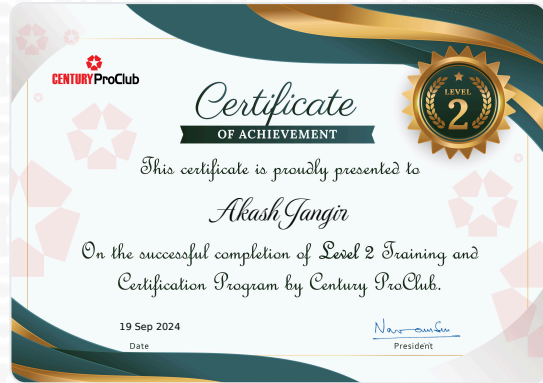 CENTURY ProClub
LEVEL
2
Certificate
OF ACHIEVEMENT
This certificate is proudly presented to
Akash Jangir
On the successful completion of Level 2 Training and
Certification Program by Century ProClub.
19 Sep 2024
Date
President